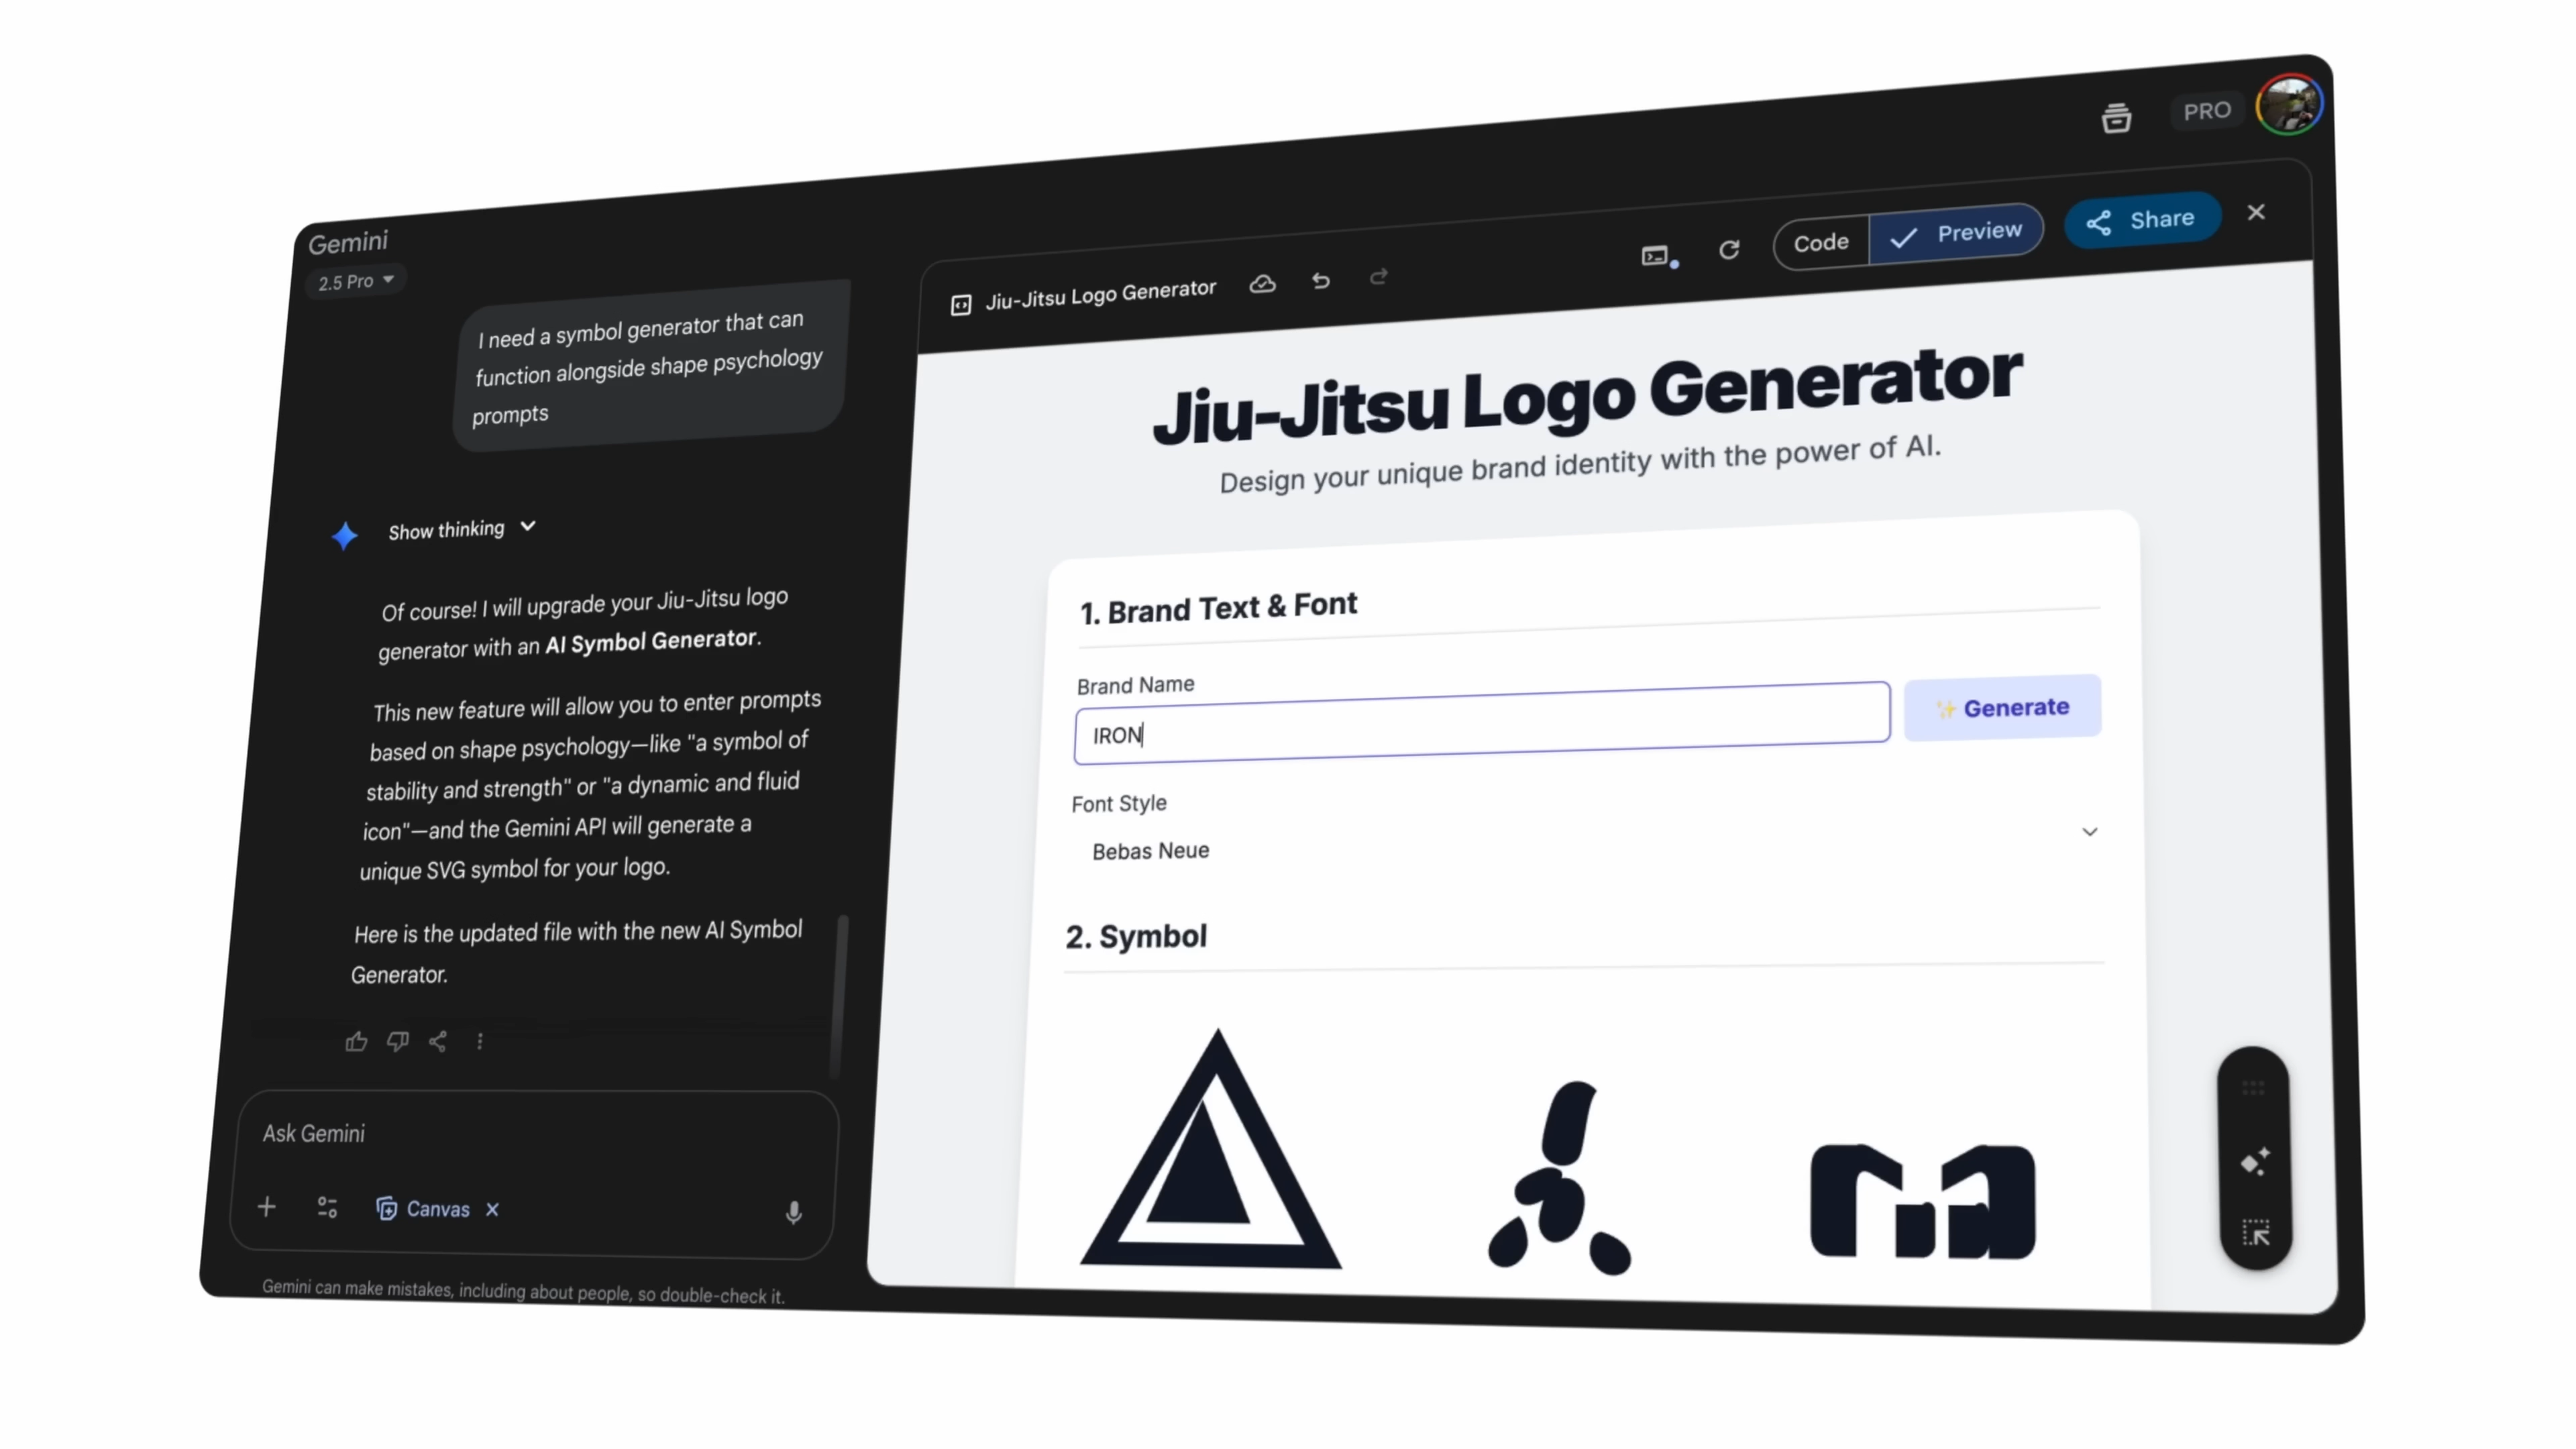 Gemini
2.5 Pro
PRO
I need a symbol generator that can
function alongside shape psychology
prompts
Show thinking
Of course! I will upgrade your Jiu-Jitsu logo
generator with an AI Symbol Generator.
This new feature will allow you to enter prompts
based on shape psychology—like "a symbol of
stability and strength" or "a dynamic and fluid
icon"—and the Gemini API will generate a
unique SVG symbol for your logo.
Here is the updated file with the new AI Symbol
Generator.
Ask Gemini
Canvas
Gemini can make mistakes, including about people, so double-check it.
Jiu-Jitsu Logo Generator
Code
Preview
Share
Jiu-Jitsu Logo Generator
Design your unique brand identity with the power of AI.
1. Brand Text & Font
Brand Name
IRON
✨ Generate
Font Style
Bebas Neue
2. Symbol